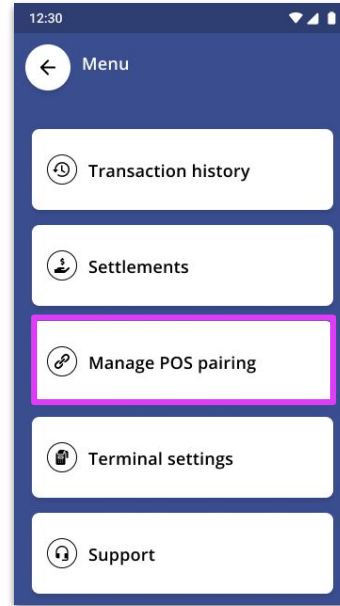 12:30
Menu
Transaction history
Settlements
Manage POS pairing
Terminal settings
Support